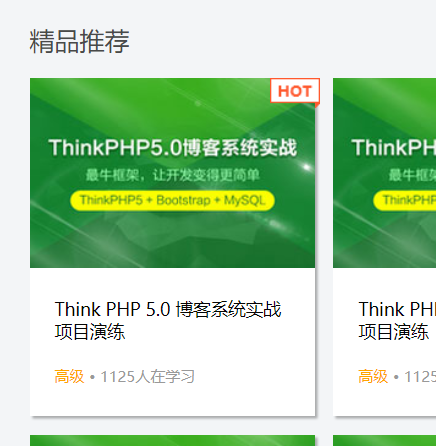 精品推荐
HOT
ThinkPHP5.0博客系统实战
最牛框架，让开发变得更简单
ThinkPHP5 + Bootstrap + MySQL
Think PHP 5.0 博客系统实战
项目演练
高级 • 1125人在学习
ThinkPHP
最牛框
ThinkPHP
Think PH
项目演练
高级 • 1125